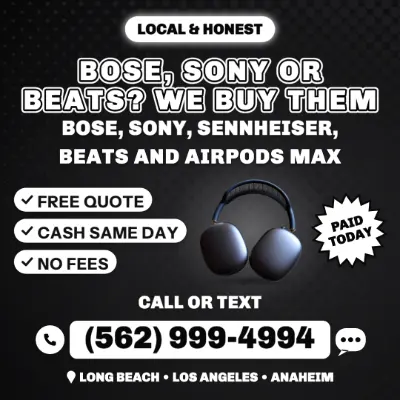 LOCAL & HONEST
BOSE, SONY OR
BEATS? WE BUY THEM
BOSE, SONY, SENNHEISER,
BEATS AND AIRPODS MAX
FREE QUOTE
CASH SAME DAY
NO FEES
PAID
TODAY
CALL OR TEXT
(562) 999-4994
LONG BEACH • LOS ANGELES • ANAHEIM